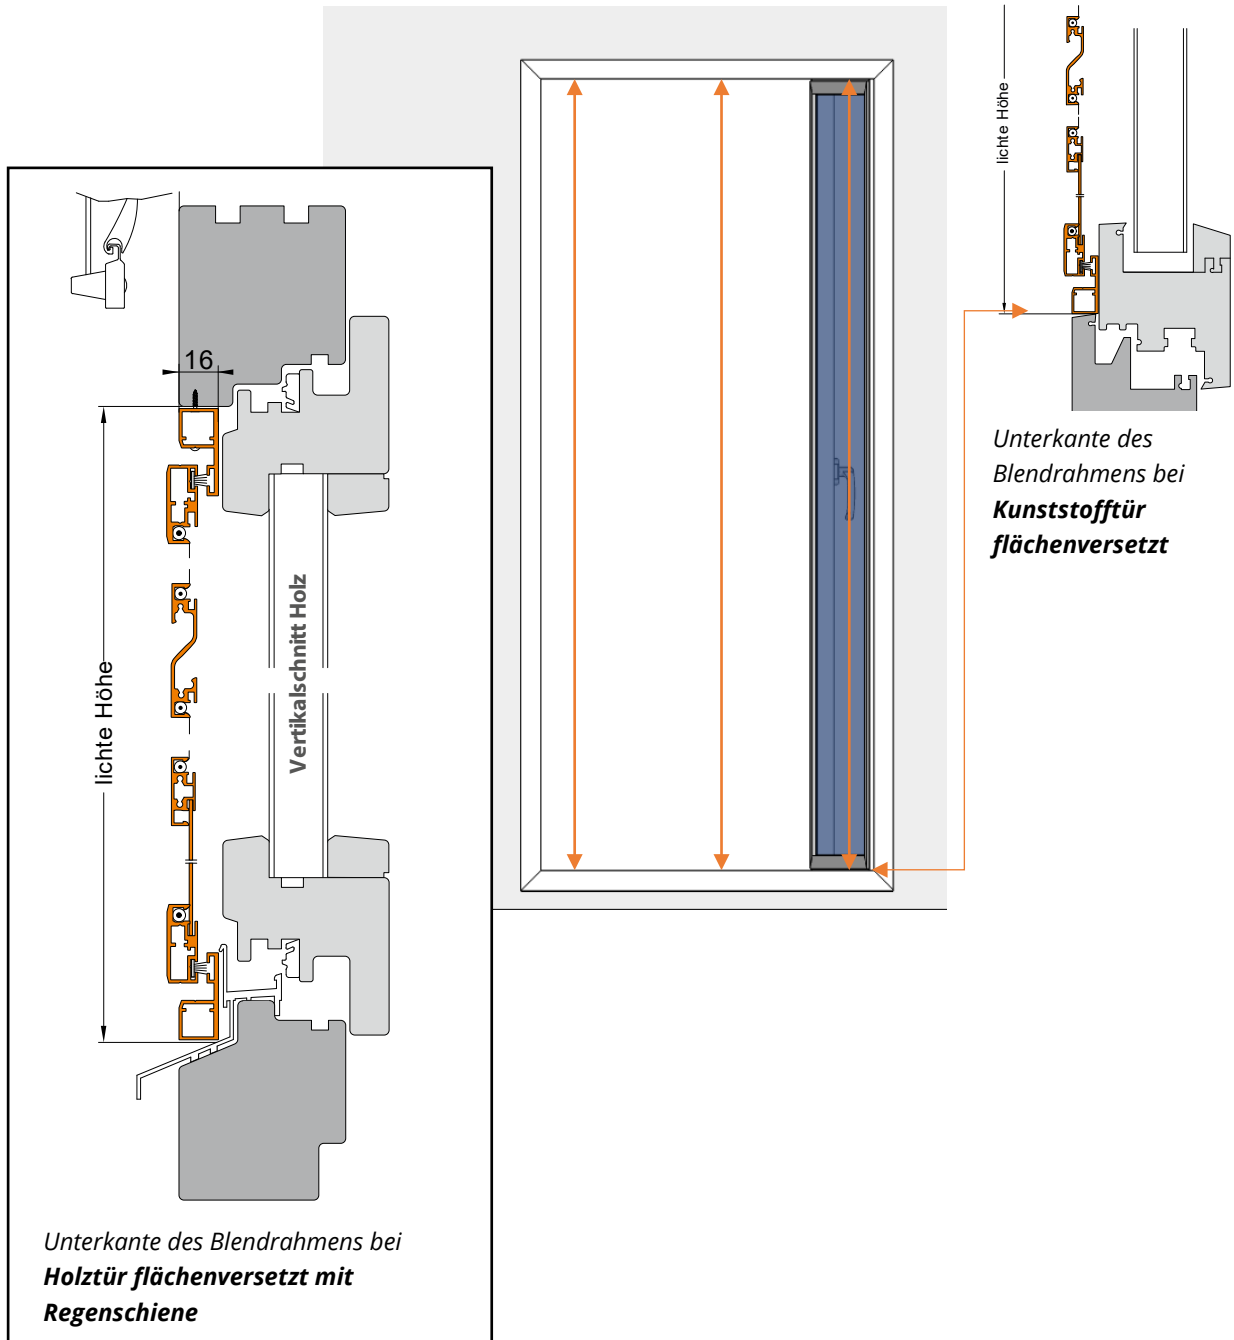 16
lichte Höhe
Vertikalschnitt Holz
Unterkante des Blendrahmens bei
Holztür flächenversetzt mit
Regenschiene
lichte Höhe
Unterkante des
Blendrahmens bei
Kunststofftür
flächenversetzt